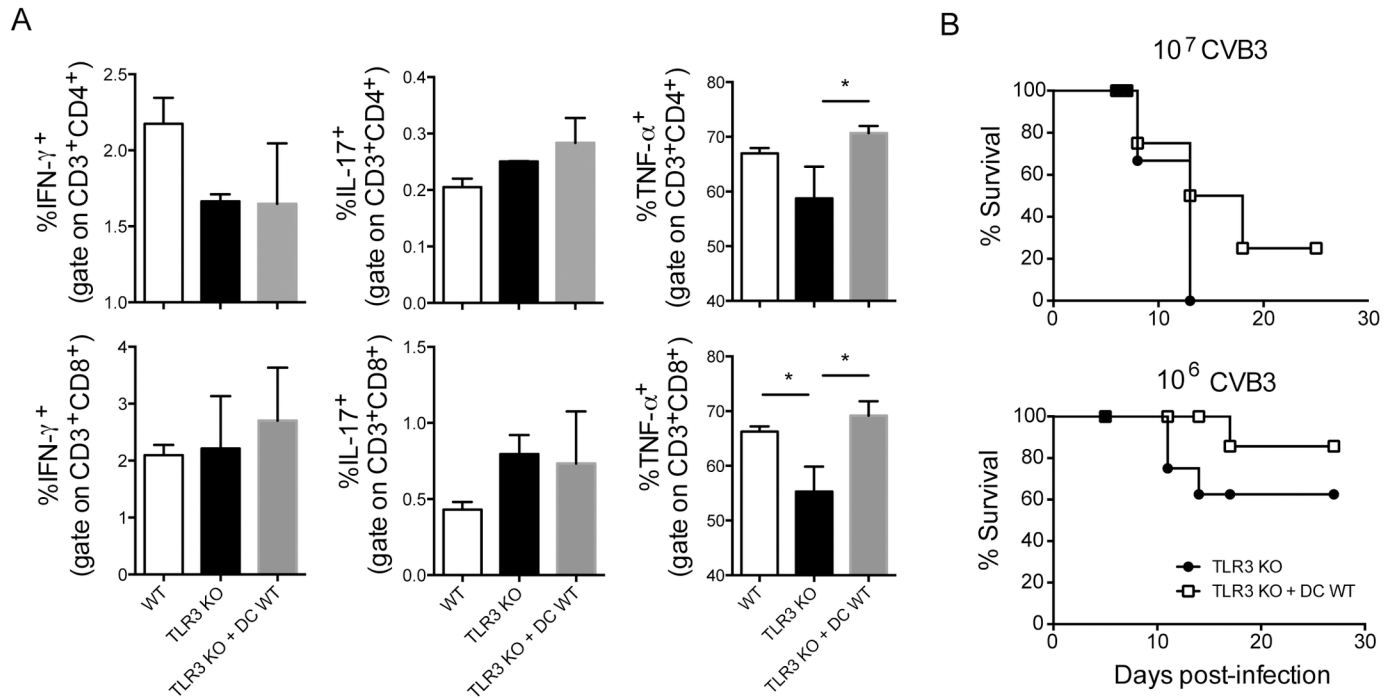 A
B
%IFN-γ⁺
(gate on CD3⁺CD4⁺)
2.5
2.0
1.5
1.0
%IL-17⁺
(gate on CD3⁺CD4⁺)
0.4
0.3
0.2
0.1
0.0
%TNF-α⁺
(gate on CD3⁺CD4⁺)
80
70
60
50
40
*
10⁷ CVB3
% Survival
100
80
60
40
20
0
0 10 20 30
%IFN-γ⁺
(gate on CD3⁺CD8⁺)
4
3
2
1
0
WT
TLR3 KO
TLR3 KO + DC WT
%IL-17⁺
(gate on CD3⁺CD8⁺)
1.5
1.0
0.5
0.0
WT
TLR3 KO
TLR3 KO + DC WT
%TNF-α⁺
(gate on CD3⁺CD8⁺)
80
70
60
50
40
* *
WT
TLR3 KO
TLR3 KO + DC WT
10⁶ CVB3
% Survival
100
80
60
40
80
0
TLR3 KO
TLR3 KO + DC WT
0 10 20 30
Days post-infection